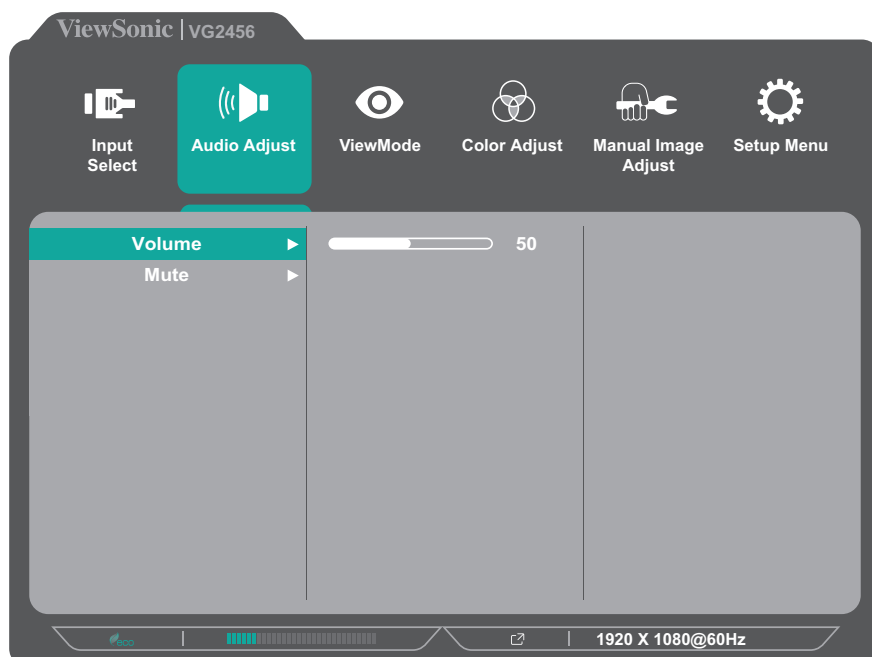 ViewSonic | VG2456
Input
Select
Audio Adjust
ViewMode
Color Adjust
Manual Image
Adjust
Setup Menu
Volume
50
Mute
eco
1920 X 1080@60Hz